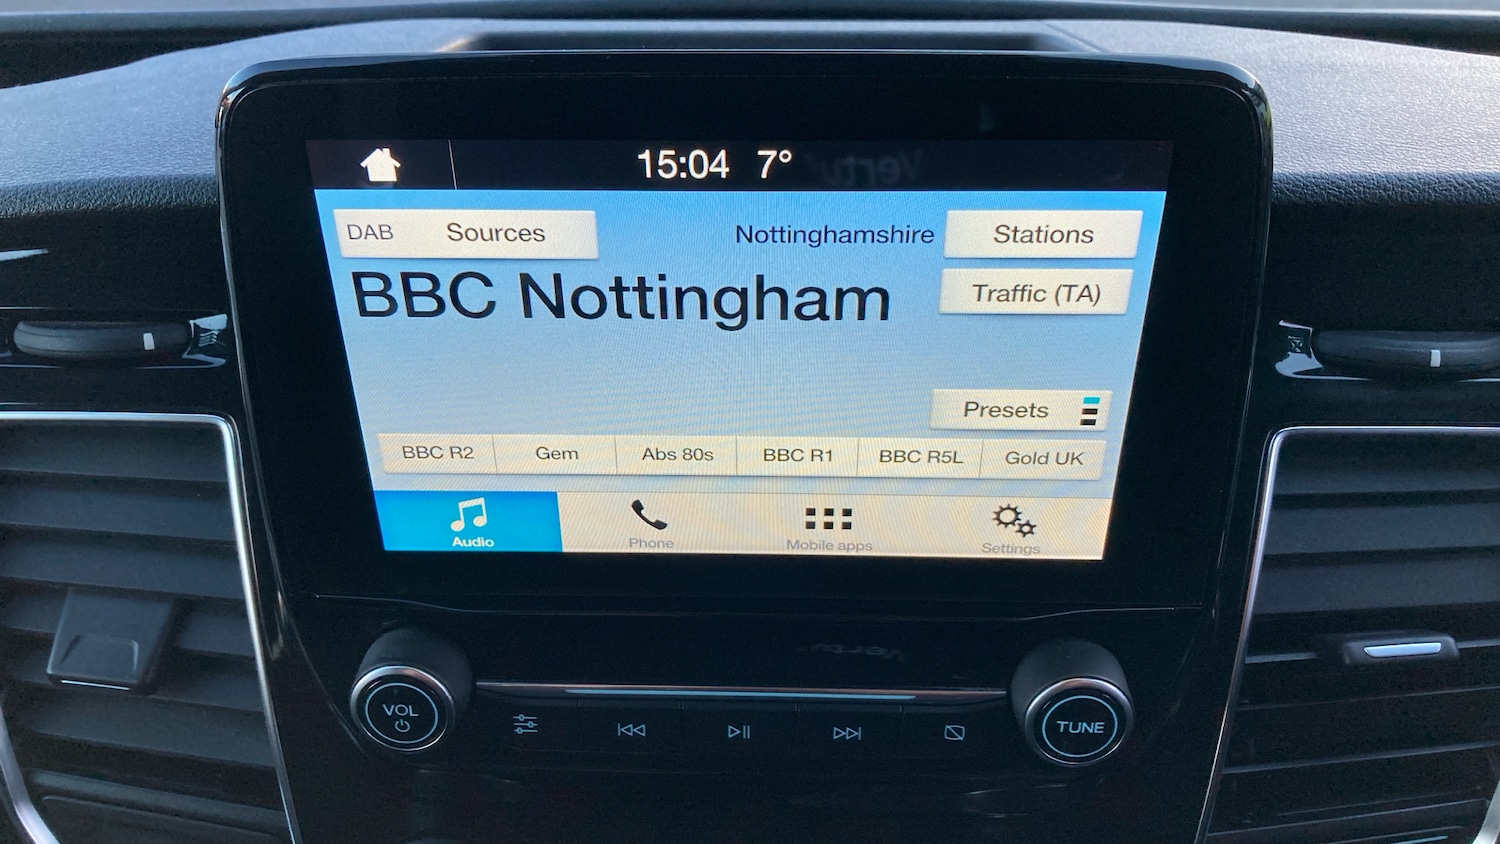 15:04 7°
DAB Sources Nottinghamshire Stations
BBC Nottingham
Traffic (TA)
Presets
BBC R2 Gem Abs 80s BBC R1 BBC R5L Gold UK
Audio Phone Mobile apps Settings
VOL
TUNE